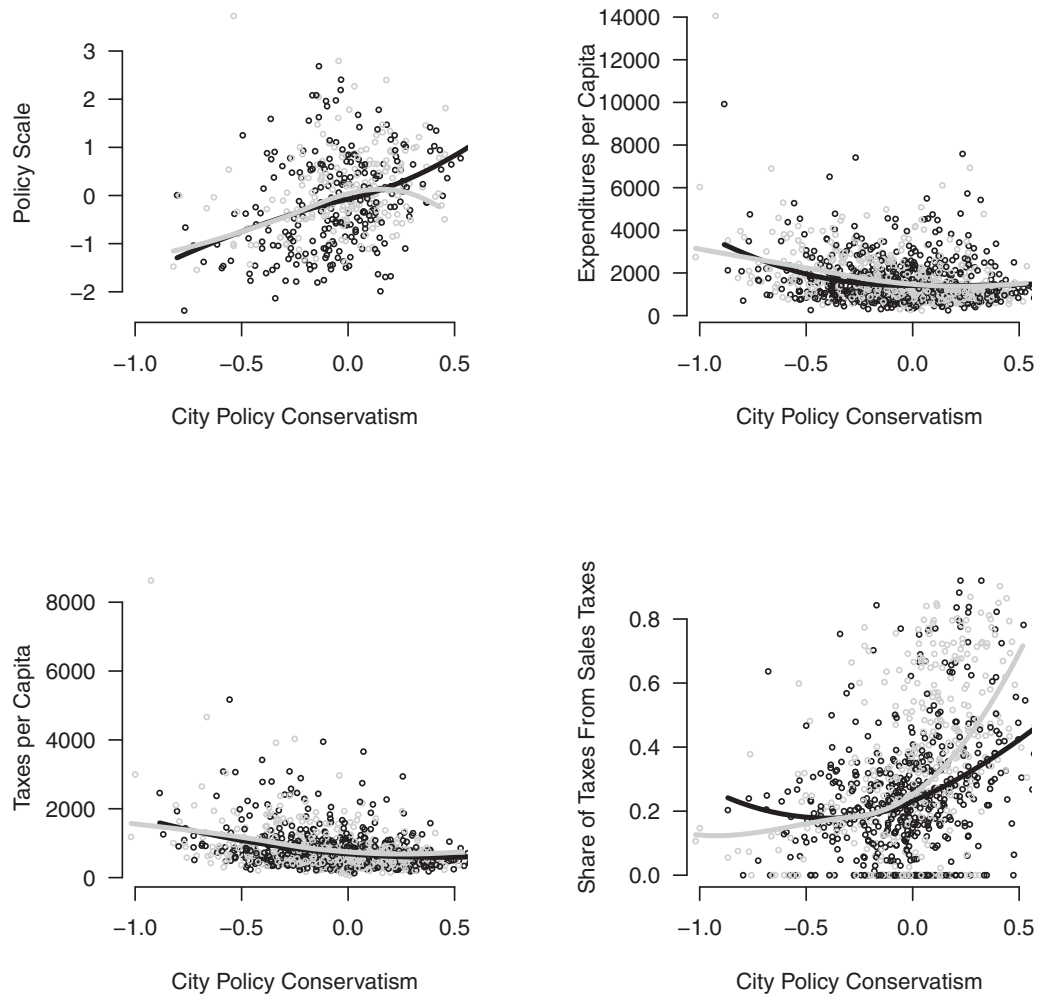 Policy Scale
3
2
1
0
−1
−2
−1.0 −0.5 0.0 0.5
City Policy Conservatism
Expenditures per Capita
14000
12000
10000
8000
6000
4000
2000
0
−1.0 −0.5 0.0 0.5
City Policy Conservatism
Taxes per Capita
8000
6000
4000
2000
0
−1.0 −0.5 0.0 0.5
City Policy Conservatism
Share of Taxes From Sales Taxes
0.8
0.6
0.4
0.2
0.0
−1.0 −0.5 0.0 0.5
City Policy Conservatism